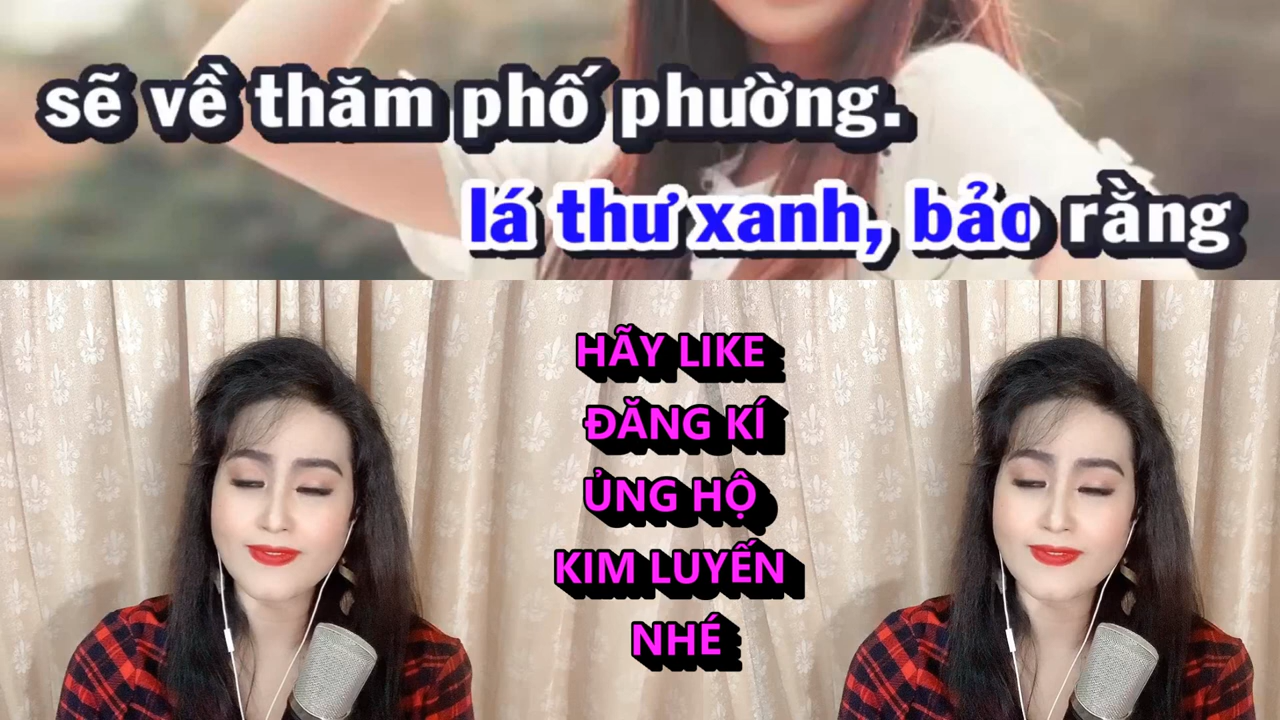 sẽ về thăm phố phường.
lá thư xanh, bảo rằng
HÃY LIKE
ĐĂNG KÍ
ỦNG HỘ
KIM LUYẾN
NHÉ